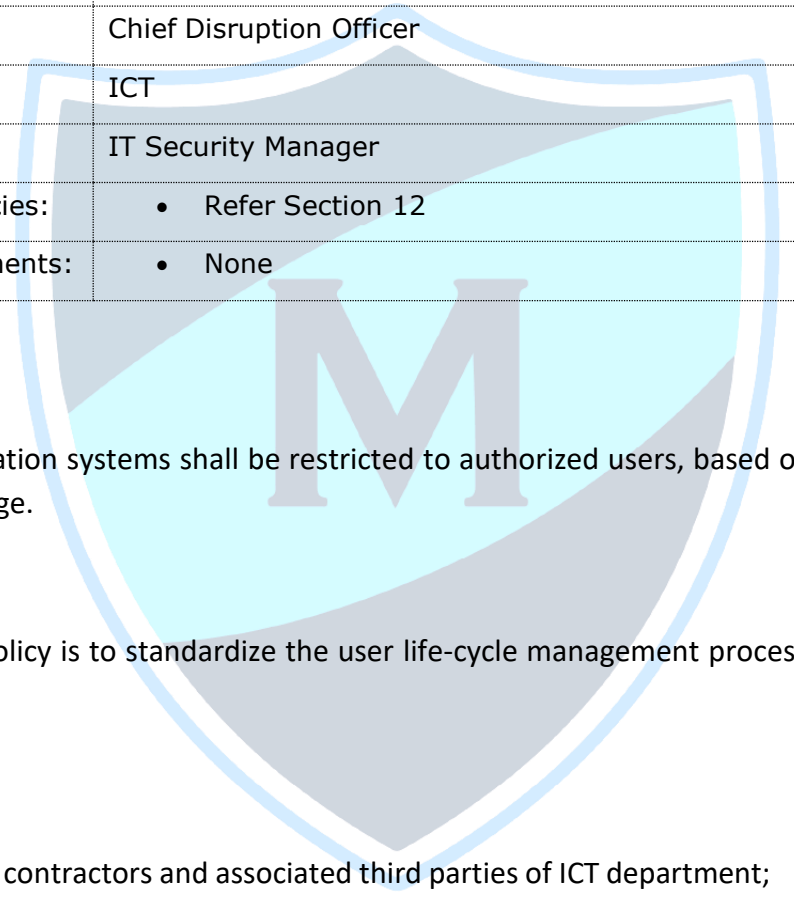 Chief Disruption Officer
ICT
IT Security Manager
cies: • Refer Section 12
nents: • None
M
ation systems shall be restricted to authorized users, based o
ge.
olicy is to standardize the user life-cycle management proces
contractors and associated third parties of ICT department;